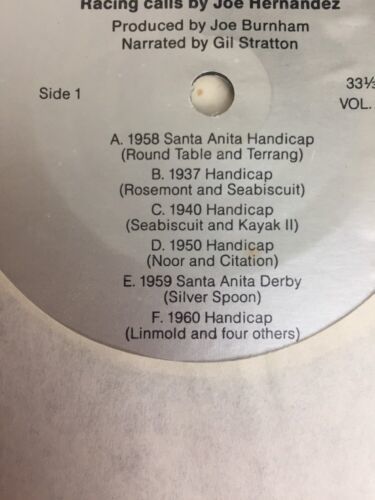 Racing calls by Joe Hernandez
Produced by Joe Burnham
Narrated by Gil Stratton
Side 1
33⅓
VOL.
A. 1958 Santa Anita Handicap
(Round Table and Terrang)
B. 1937 Handicap
(Rosemont and Seabiscuit)
C. 1940 Handicap
(Seabiscuit and Kayak II)
D. 1950 Handicap
(Noor and Citation)
E. 1959 Santa Anita Derby
(Silver Spoon)
F. 1960 Handicap
(Linmold and four others)